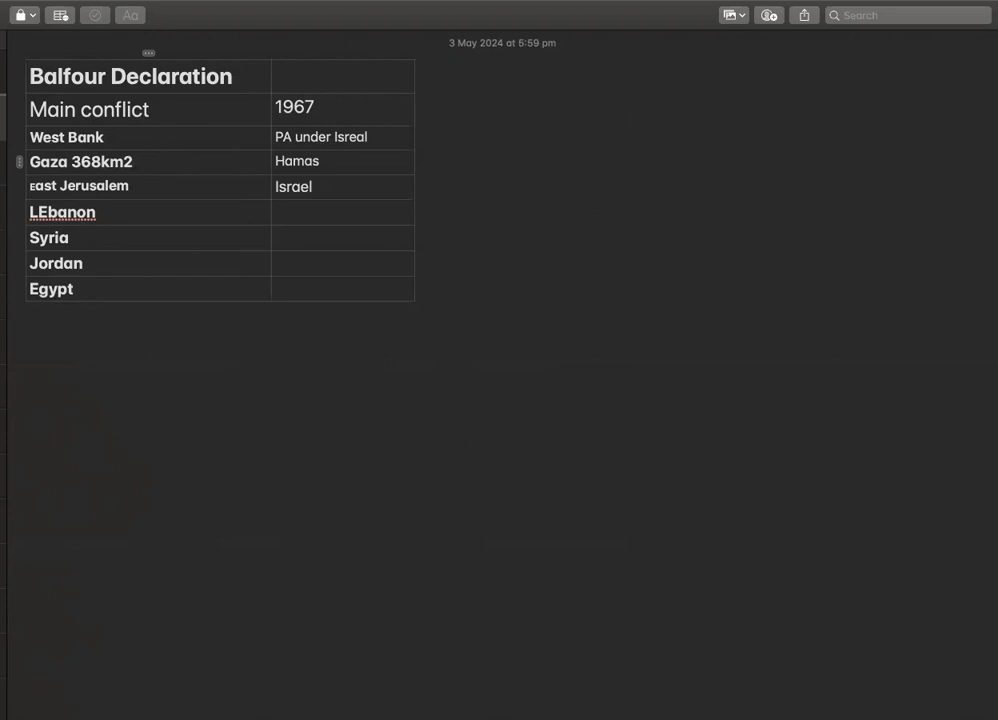 Aa
Search
3 May 2024 at 5:59 pm
Balfour Declaration
Main conflict 1967
West Bank PA under Isreal
Gaza 368km2 Hamas
East Jerusalem Israel
LEbanon
Syria
Jordan
Egypt